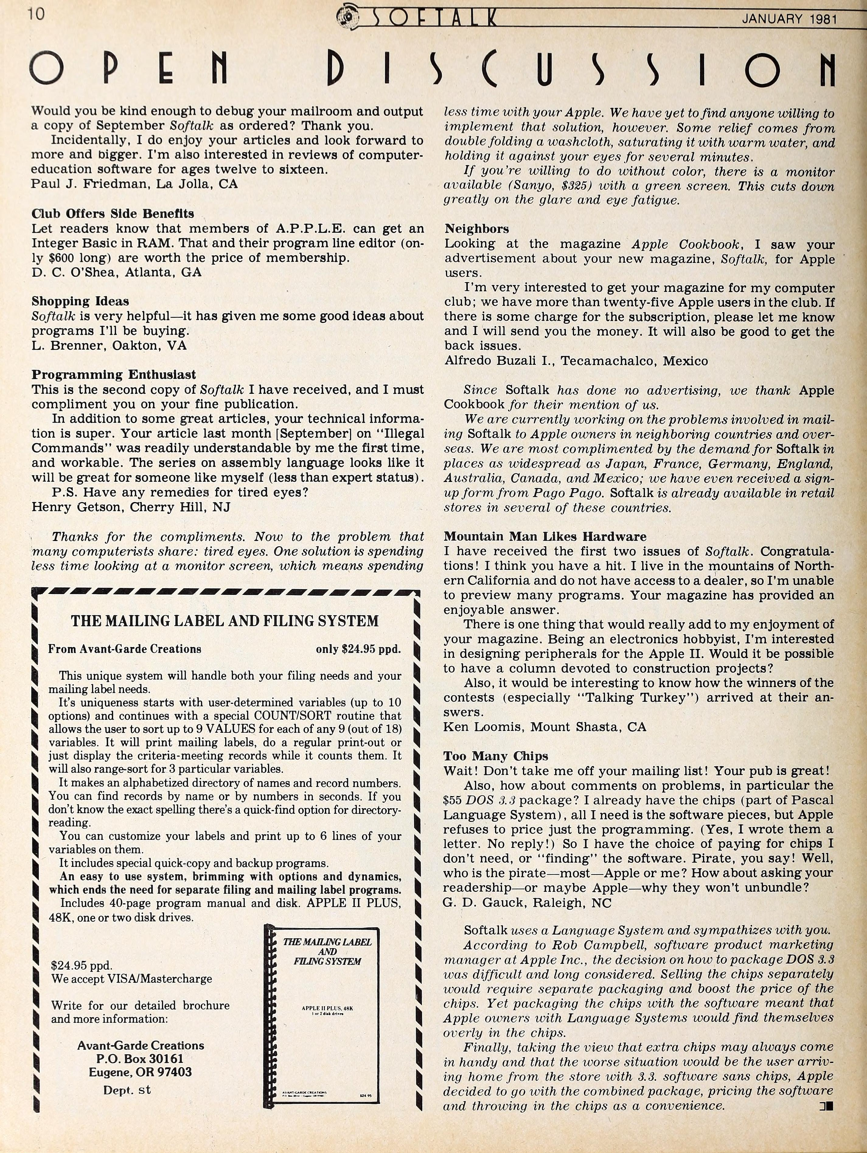 10
SOFTALK
JANUARY 1981
OPEN DISCUSSION
Would you be kind enough to debug your mailroom and output
a copy of September Softalk as ordered? Thank you.
Incidentally, I do enjoy your articles and look forward to
more and bigger. I'm also interested in reviews of computer-
education software for ages twelve to sixteen.
Paul J. Friedman, La Jolla, CA
Club Offers Side Benefits
Let readers know that members of A.P.P.L.E. can get an
Integer Basic in RAM. That and their program line editor (on-
ly $600 long) are worth the price of membership.
D. C. O'Shea, Atlanta, GA
Shopping Ideas
Softalk is very helpful—it has given me some good ideas about
programs I'll be buying.
L. Brenner, Oakton, VA
Programming Enthusiast
This is the second copy of Softalk I have received, and I must
compliment you on your fine publication.
In addition to some great articles, your technical informa-
tion is super. Your article last month [September] on "Illegal
Commands" was readily understandable by me the first time,
and workable. The series on assembly language looks like it
will be great for someone like myself (less than expert status).
P.S. Have any remedies for tired eyes?
Henry Getson, Cherry Hill, NJ
Thanks for the compliments. Now to the problem that
many computerists share: tired eyes. One solution is spending
less time looking at a monitor screen, which means spending
THE MAILING LABEL AND FILING SYSTEM
From Avant-Garde Creations only $24.95 ppd.
This unique system will handle both your filing needs and your
mailing label needs.
It's uniqueness starts with user-determined variables (up to 10
options) and continues with a special COUNT/SORT routine that
allows the user to sort up to 9 VALUES for each of any 9 (out of 18)
variables. It will print mailing labels, do a regular print-out or
just display the criteria-meeting records while it counts them. It
will also range-sort for 3 particular variables.
It makes an alphabetized directory of names and record numbers.
You can find records by name or by numbers in seconds. If you
don't know the exact spelling there's a quick-find option for directory-
reading.
You can customize your labels and print up to 6 lines of your
variables on them.
It includes special quick-copy and backup programs.
An easy to use system, brimming with options and dynamics,
which ends the need for separate filing and mailing label programs.
Includes 40-page program manual and disk. APPLE II PLUS,
48K, one or two disk drives.
$24.95 ppd.
We accept VISA/Mastercharge
Write for our detailed brochure
and more information:
Avant-Garde Creations
P.O. Box 30161
Eugene, OR 97403
Dept. st
THE MAILING LABEL
AND
FILING SYSTEM
APPLE II PLUS, 48K
1 or 2 disk drives
AVANT-GARDE CREATIONS
less time with your Apple. We have yet to find anyone willing to
implement that solution, however. Some relief comes from
double folding a washcloth, saturating it with warm water, and
holding it against your eyes for several minutes.
If you're willing to do without color, there is a monitor
available (Sanyo, $325) with a green screen. This cuts down
greatly on the glare and eye fatigue.
Neighbors
Looking at the magazine Apple Cookbook, I saw your
advertisement about your new magazine, Softalk, for Apple
users.
I'm very interested to get your magazine for my computer
club; we have more than twenty-five Apple users in the club. If
there is some charge for the subscription, please let me know
and I will send you the money. It will also be good to get the
back issues.
Alfredo Buzali I., Tecamachalco, Mexico
Since Softalk has done no advertising, we thank Apple
Cookbook for their mention of us.
We are currently working on the problems involved in mail-
ing Softalk to Apple owners in neighboring countries and over-
seas. We are most complimented by the demand for Softalk in
places as widespread as Japan, France, Germany, England,
Australia, Canada, and Mexico; we have even received a sign-
up form from Pago Pago. Softalk is already available in retail
stores in several of these countries.
Mountain Man Likes Hardware
I have received the first two issues of Softalk. Congratula-
tions! I think you have a hit. I live in the mountains of North-
ern California and do not have access to a dealer, so I'm unable
to preview many programs. Your magazine has provided an
enjoyable answer.
There is one thing that would really add to my enjoyment of
your magazine. Being an electronics hobbyist, I'm interested
in designing peripherals for the Apple II. Would it be possible
to have a column devoted to construction projects?
Also, it would be interesting to know how the winners of the
contests (especially "Talking Turkey") arrived at their an-
swers.
Ken Loomis, Mount Shasta, CA
Too Many Chips
Wait! Don't take me off your mailing list! Your pub is great!
Also, how about comments on problems, in particular the
$55 DOS 3.3 package? I already have the chips (part of Pascal
Language System), all I need is the software pieces, but Apple
refuses to price just the programming. (Yes, I wrote them a
letter. No reply!) So I have the choice of paying for chips I
don't need, or "finding" the software. Pirate, you say! Well,
who is the pirate—most—Apple or me? How about asking your
readership—or maybe Apple—why they won't unbundle?
G. D. Gauck, Raleigh, NC
Softalk uses a Language System and sympathizes with you.
According to Rob Campbell, software product marketing
manager at Apple Inc., the decision on how to package DOS 3.3
was difficult and long considered. Selling the chips separately
would require separate packaging and boost the price of the
chips. Yet packaging the chips with the software meant that
Apple owners with Language Systems would find themselves
overly in the chips.
Finally, taking the view that extra chips may always come
in handy and that the worse situation would be the user arriv-
ing home from the store with 3.3. software sans chips, Apple
decided to go with the combined package, pricing the software
and throwing in the chips as a convenience.